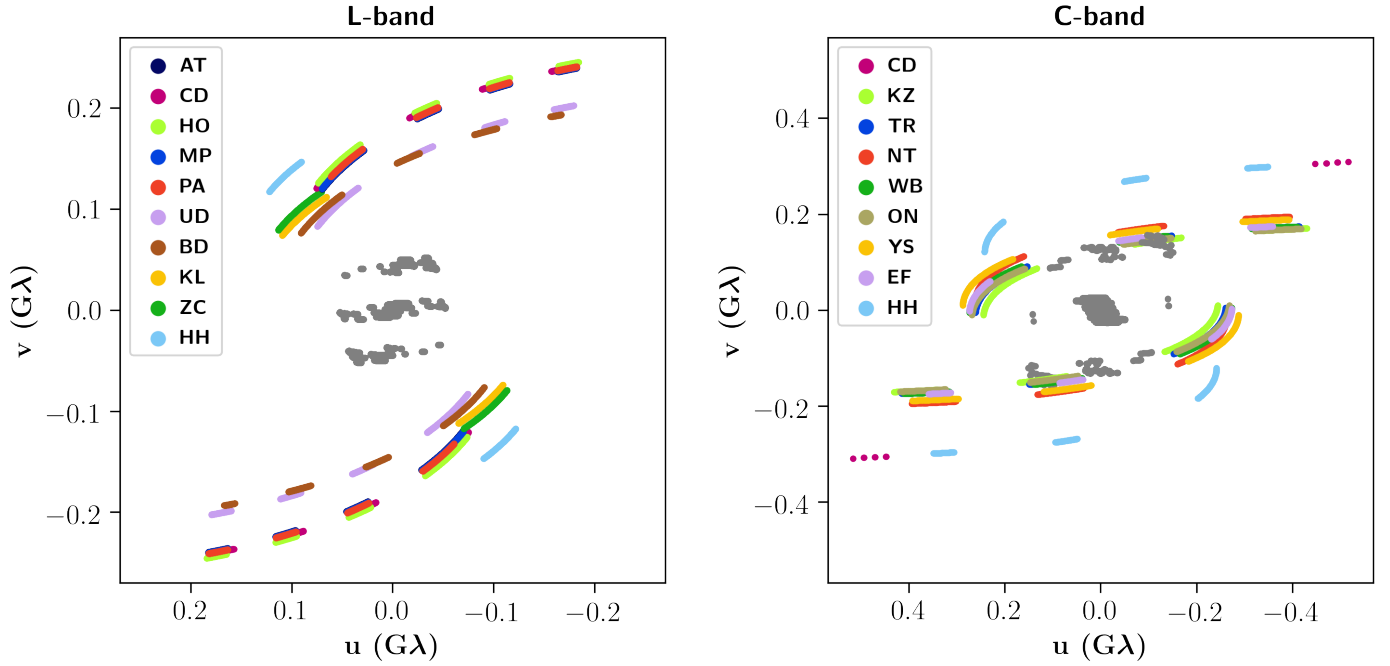 L-band
AT
CD
HO
MP
PA
UD
BD
KL
ZC
HH
0.2
0.1
0.0
−0.1
−0.2
v (Gλ)
0.2
0.1
0.0
−0.1
−0.2
u (Gλ)
C-band
CD
KZ
TR
NT
WB
ON
YS
EF
HH
0.4
0.2
0.0
−0.2
−0.4
v (Gλ)
0.4
0.2
0.0
−0.2
−0.4
u (Gλ)